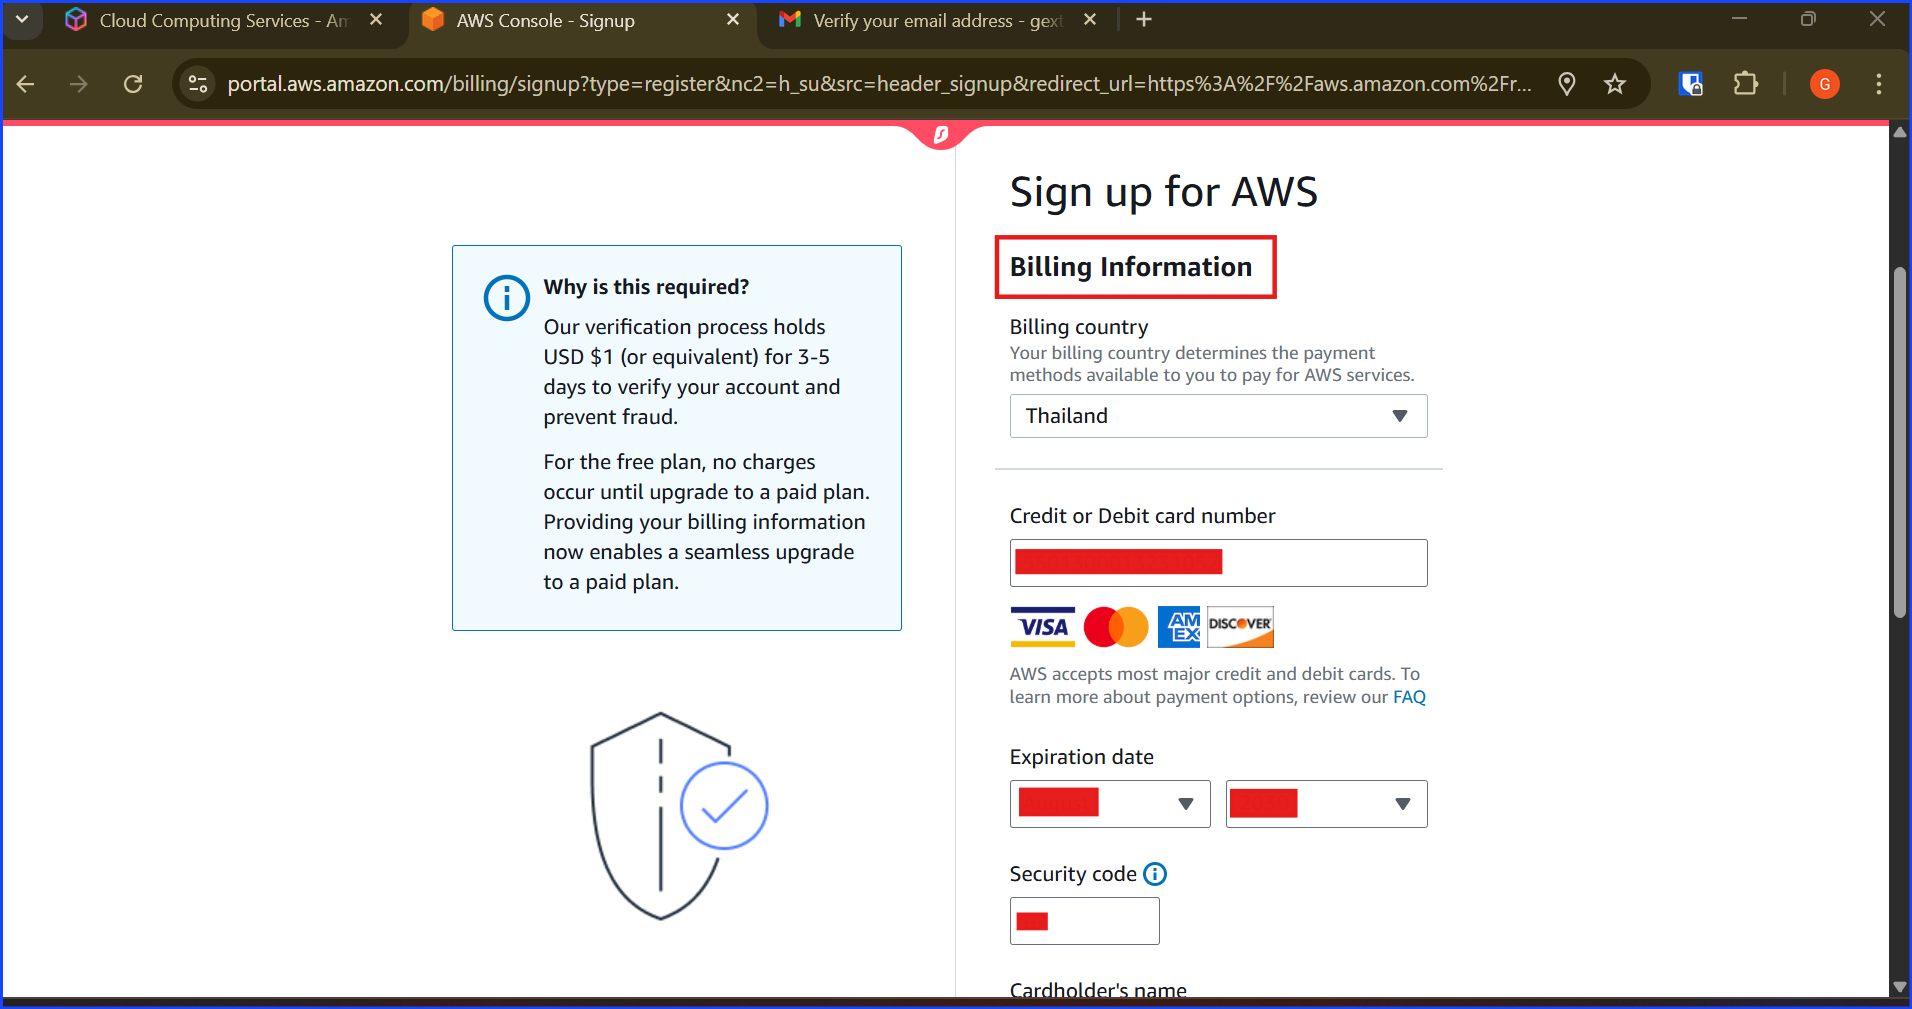 Cloud Computing Services - Am
AWS Console - Signup
Verify your email address - gext
portal.aws.amazon.com/billing/signup?type=register&nc2=h_su&src=header_signup&redirect_url=https%3A%2F%2Faws.amazon.com%2Fr...
G
Why is this required?
Our verification process holds
USD $1 (or equivalent) for 3-5
days to verify your account and
prevent fraud.
For the free plan, no charges
occur until upgrade to a paid plan.
Providing your billing information
now enables a seamless upgrade
to a paid plan.
Sign up for AWS
Billing Information
Billing country
Your billing country determines the payment
methods available to you to pay for AWS services.
Thailand
Credit or Debit card number
VISA AM EX DISCOVER
AWS accepts most major credit and debit cards. To
learn more about payment options, review our FAQ
Expiration date
Security code
Cardholder's name